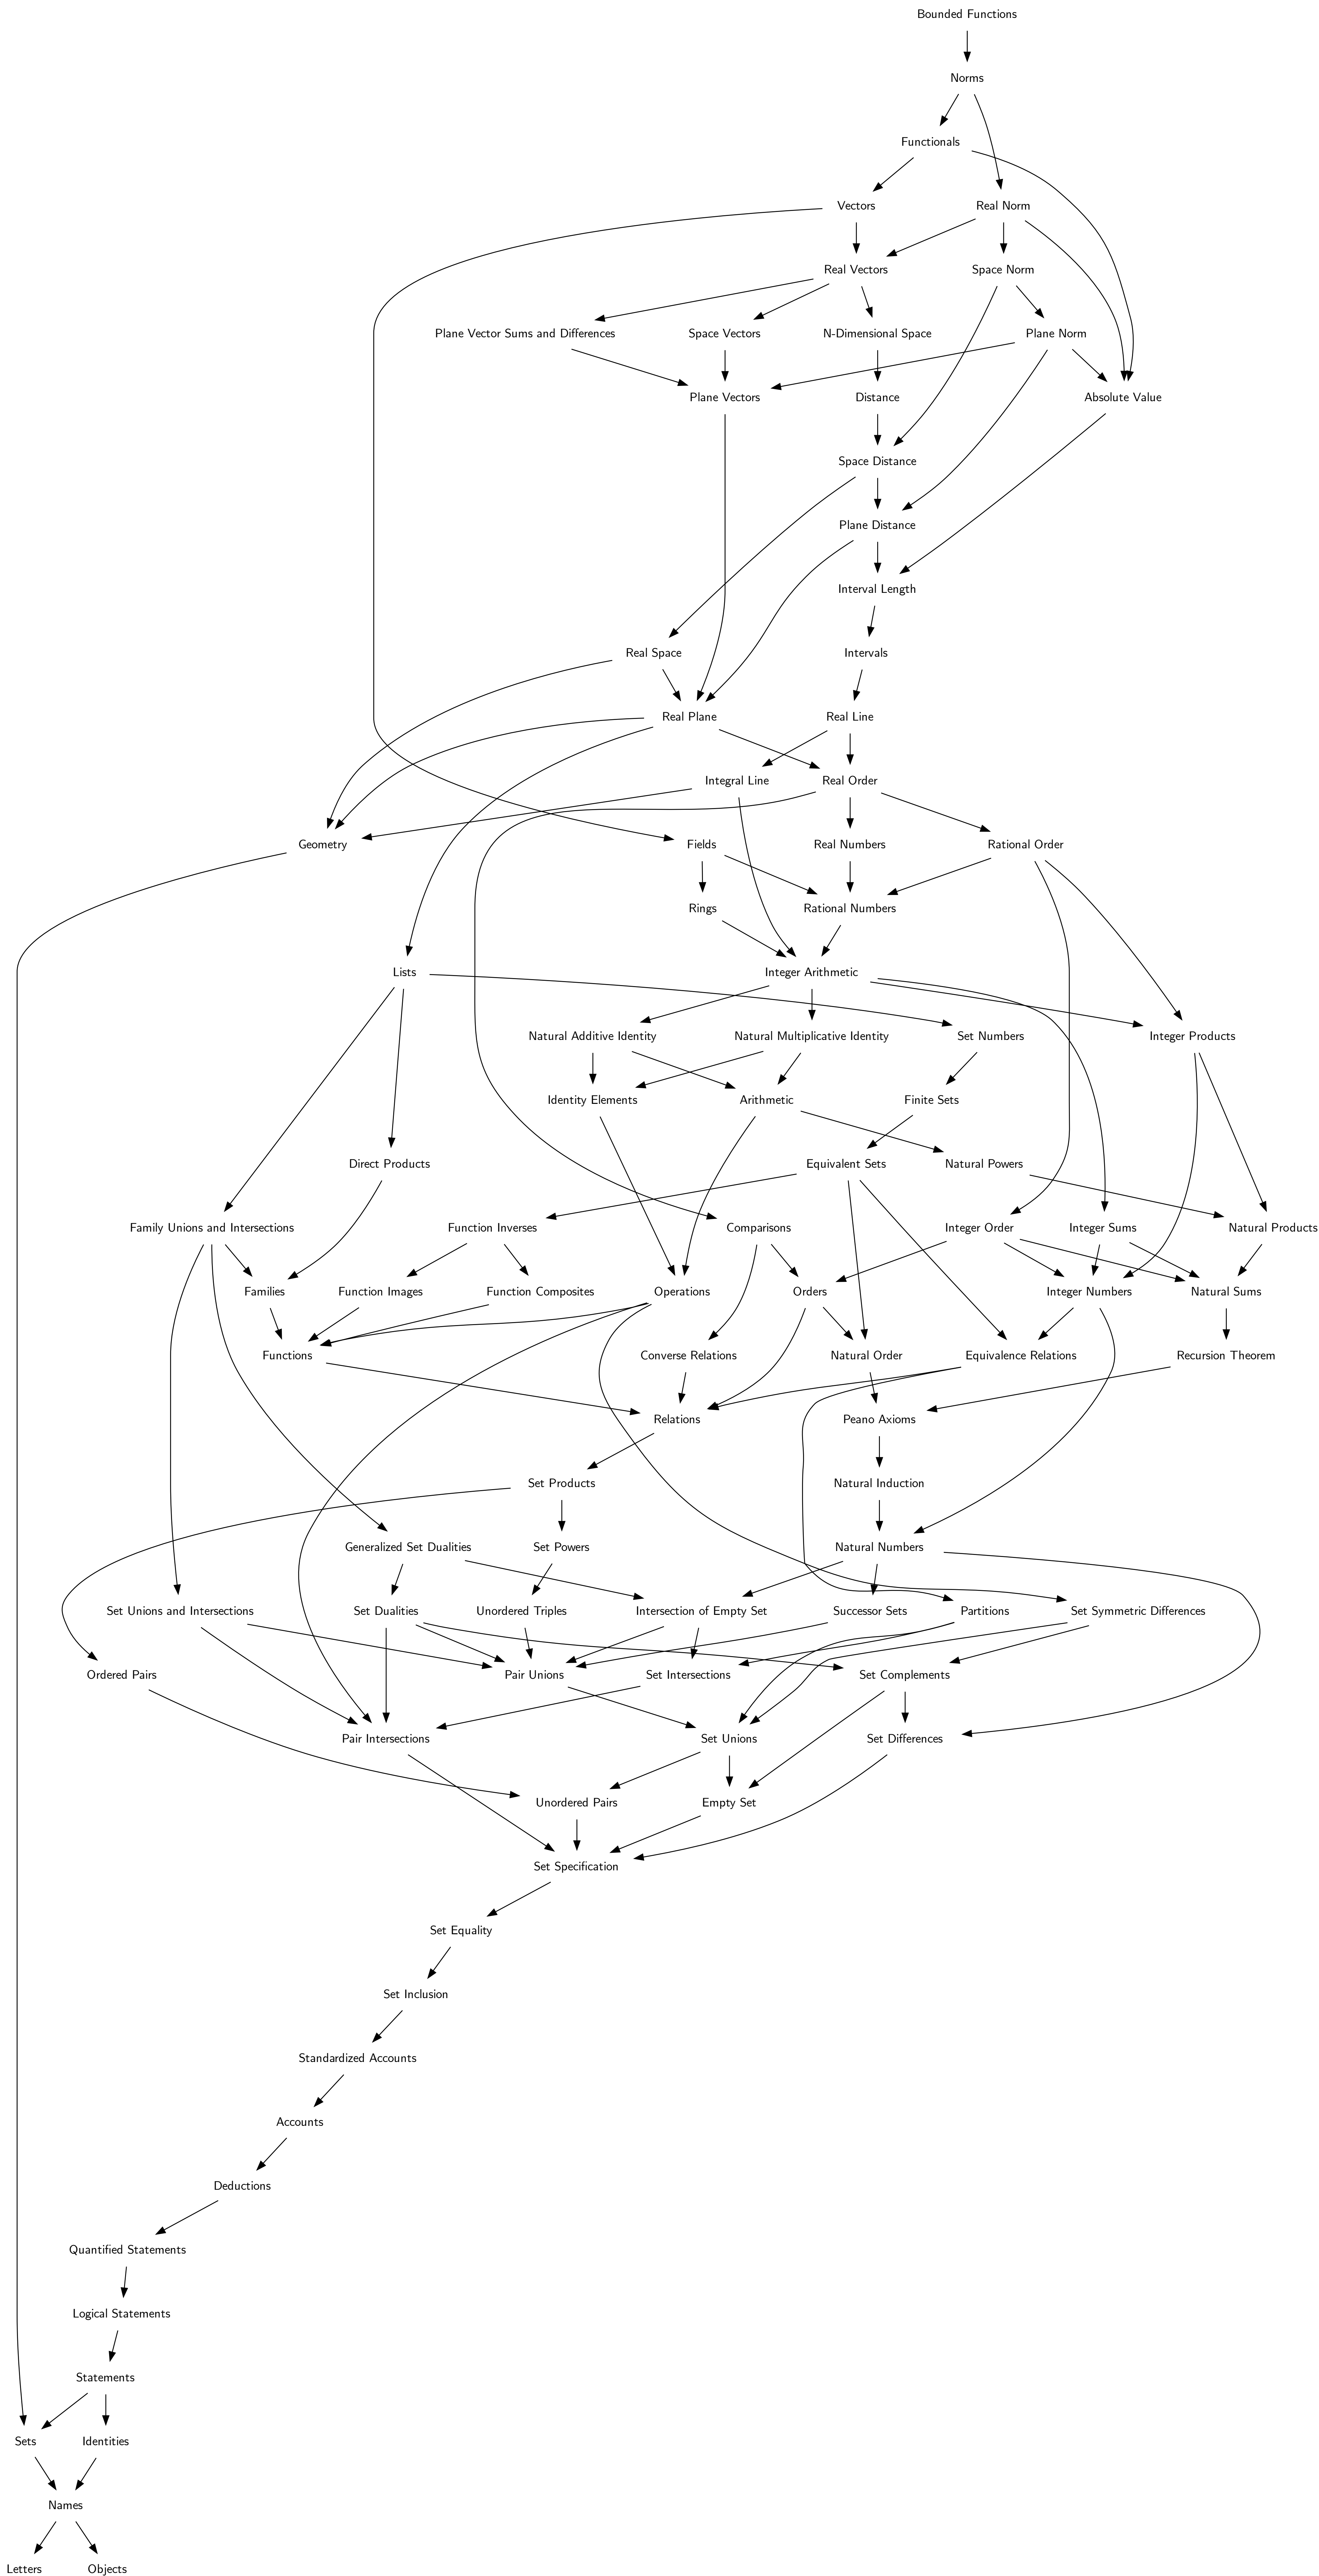 Bounded Functions
Norms
Functionals
Vectors
Real Norm
Real Vectors
Space Norm
Plane Vector Sums and Differences
Space Vectors
N-Dimensional Space
Plane Norm
Plane Vectors
Distance
Absolute Value
Space Distance
Plane Distance
Interval Length
Real Space
Intervals
Real Plane
Real Line
Integral Line
Real Order
Geometry
Fields
Real Numbers
Rational Order
Rings
Rational Numbers
Lists
Integer Arithmetic
Natural Additive Identity
Natural Multiplicative Identity
Set Numbers
Integer Products
Identity Elements
Arithmetic
Finite Sets
Direct Products
Equivalent Sets
Natural Powers
Family Unions and Intersections
Function Inverses
Comparisons
Integer Order
Integer Sums
Natural Products
Families
Function Images
Function Composites
Operations
Orders
Integer Numbers
Natural Sums
Functions
Converse Relations
Natural Order
Equivalence Relations
Recursion Theorem
Relations
Peano Axioms
Set Products
Natural Induction
Generalized Set Dualities
Set Powers
Natural Numbers
Set Unions and Intersections
Set Dualities
Unordered Triples
Intersection of Empty Set
Successor Sets
Partitions
Set Symmetric Differences
Ordered Pairs
Pair Unions
Set Intersections
Set Complements
Pair Intersections
Set Unions
Set Differences
Unordered Pairs
Empty Set
Set Specification
Set Equality
Set Inclusion
Standardized Accounts
Accounts
Deductions
Quantified Statements
Logical Statements
Statements
Sets
Identities
Names
Letters
Objects